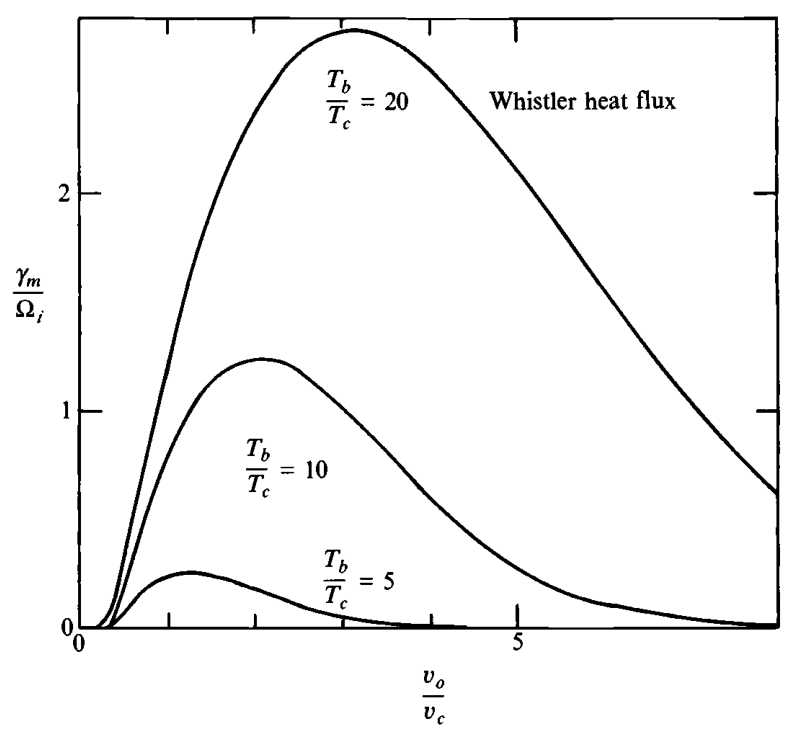 T_b/T_c = 20
Whistler heat flux
2
γ_m/Ω_i
1
T_b/T_c = 10
T_b/T_c = 5
0
0
5
v_o/v_c